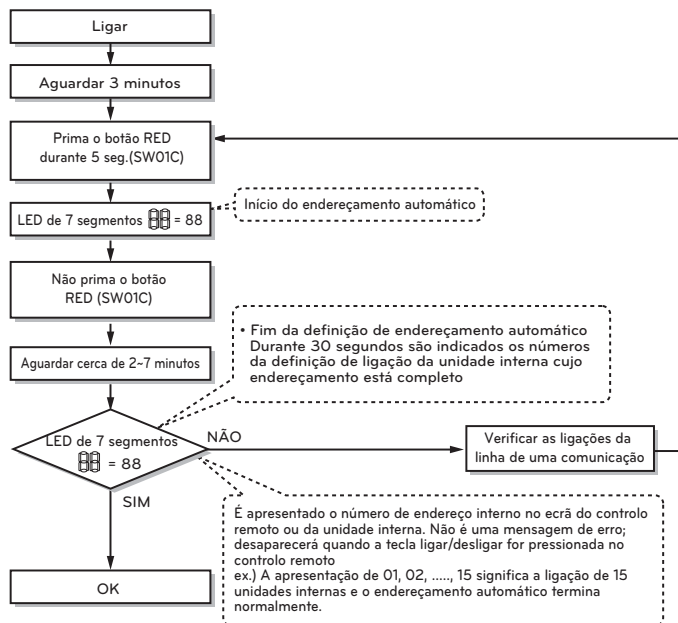 Ligar
Aguardar 3 minutos
Prima o botão RED
durante 5 seg.(SW01C)
LED de 7 segmentos 88 = 88
Início do endereçamento automático
Não prima o botão
RED (SW01C)
• Fim da definição de endereçamento automático
Durante 30 segundos são indicados os números
da definição de ligação da unidade interna cujo
endereçamento está completo
Aguardar cerca de 2~7 minutos
LED de 7 segmentos
88 = 88
NÃO
Verificar as ligações da
linha de uma comunicação
SIM
É apresentado o número de endereço interno no ecrã do controlo
remoto ou da unidade interna. Não é uma mensagem de erro;
desaparecerá quando a tecla ligar/desligar for pressionada no
controlo remoto
ex.) A apresentação de 01, 02, ....., 15 significa a ligação de 15
unidades internas e o endereçamento automático termina
normalmente.
OK